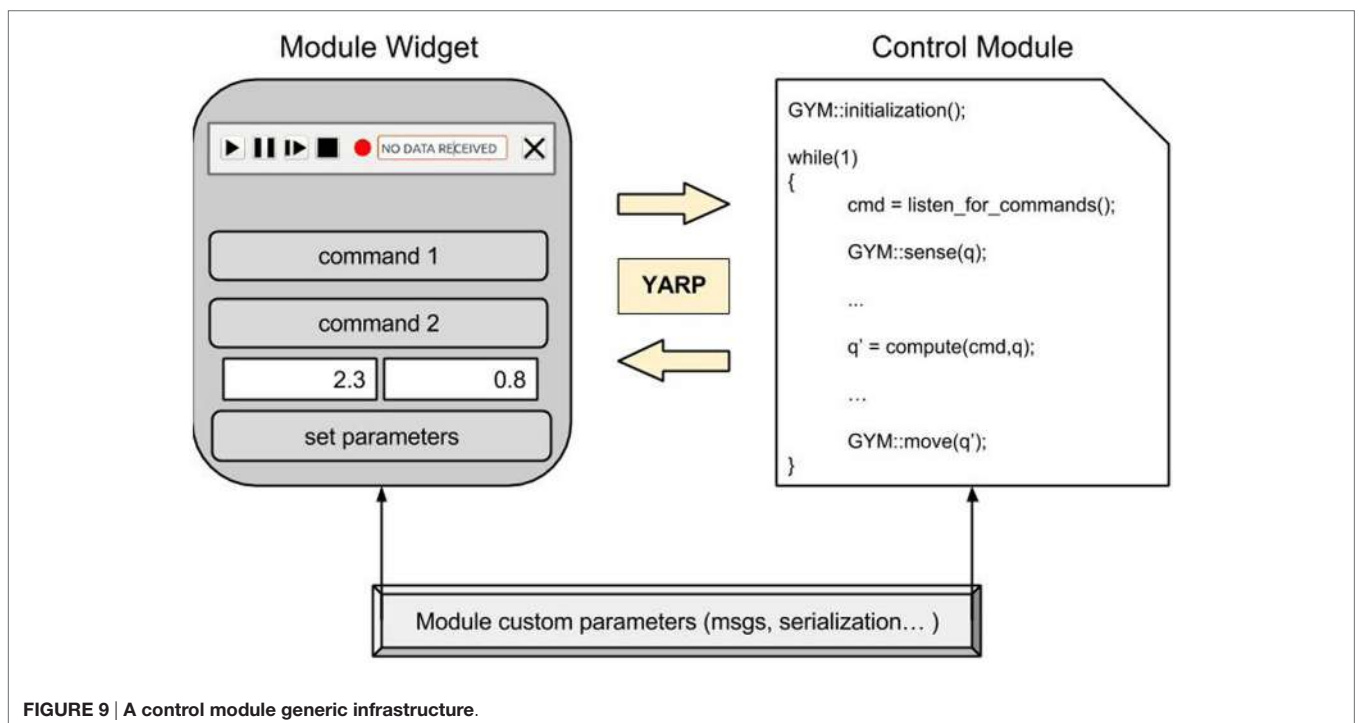 Module Widget
NO DATA RECEIVED
command 1
command 2
2.3 0.8
set parameters
YARP
Control Module
GYM::initialization();
while(1)
{
cmd = listen_for_commands();
GYM::sense(q);
...
q' = compute(cmd,q);
...
GYM::move(q');
}
Module custom parameters (msgs, serialization... )
FIGURE 9 | A control module generic infrastructure.